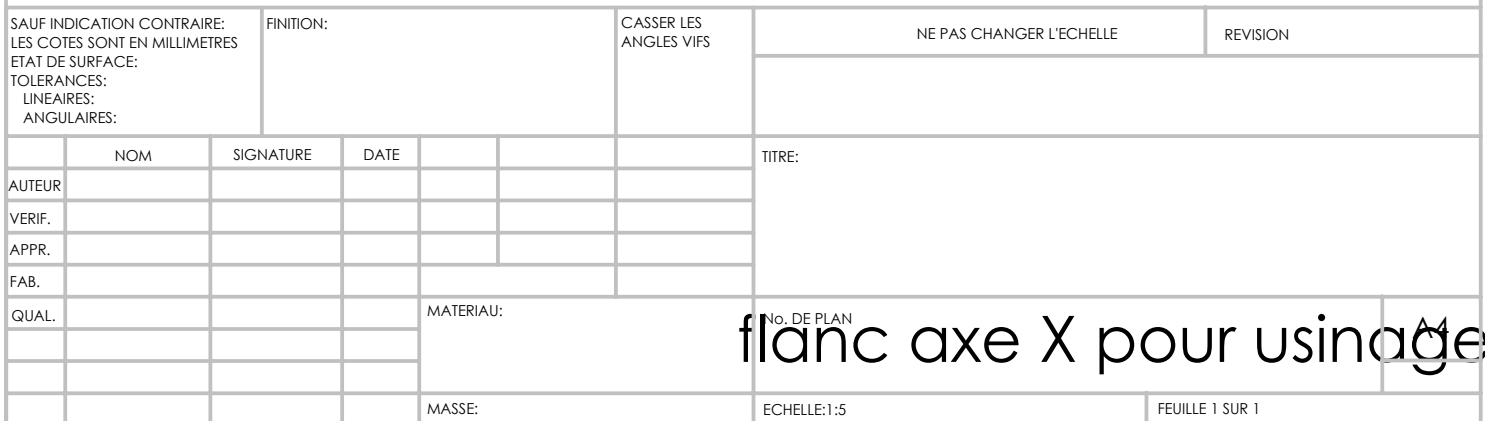 SAUF INDICATION CONTRAIRE:
LES COTES SONT EN MILLIMETRES
ETAT DE SURFACE:
TOLERANCES:
LINEAIRES:
ANGULAIRES:
FINITION:
CASSER LES
ANGLES VIFS
NE PAS CHANGER L'ECHELLE
REVISION
NOM
SIGNATURE
DATE
TITRE:
AUTEUR
VERIF.
APPR.
FAB.
QUAL.
MATERIAU:
No. DE PLAN
flanc axe X pour usinage
A4
MASSE:
ECHELLE:1:5
FEUILLE 1 SUR 1